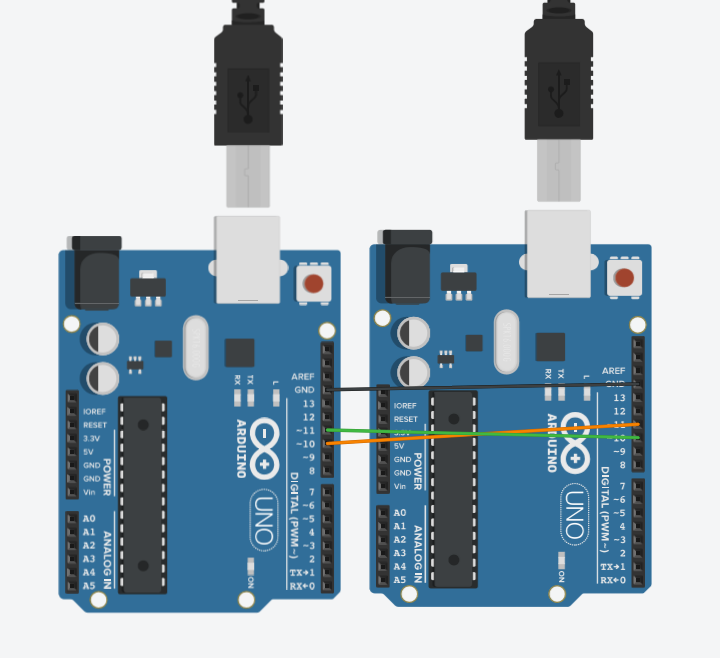 AREF
GND
13
12
~11
~10
~9
8
7
~6
~5
4
~3
2
TX→1
RX←0
RX
TX
L
ARDUINO
UNO
DIGITAL (PWM~)
ON
IOREF
RESET
3.3V
5V
GND
GND
Vin
POWER
A0
A1
A2
A3
A4
A5
ANALOG IN
AREF
GND
13
12
~9
8
7
~6
~5
4
~3
2
TX→1
RX←0
RX
TX
L
ARDUINO
UNO
DIGITAL (PWM~)
ON
IOREF
RESET
3.3V
5V
GND
GND
Vin
POWER
A0
A1
A2
A3
A4
A5
ANALOG IN